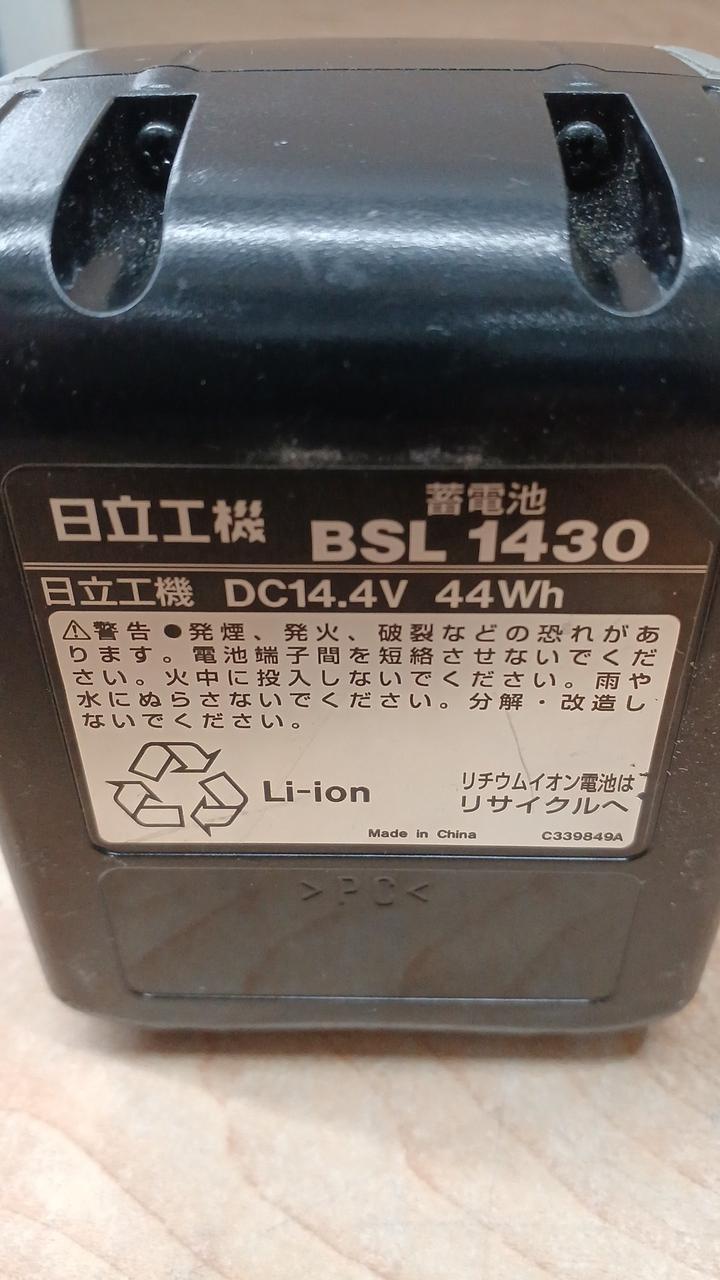 日立工機
蓄電池
BSL 1430
日立工機 DC14.4V 44Wh
⚠警告 ●発煙、発火、破裂などの恐れがあ
ります。電池端子間を短絡させないでくだ
さい。火中に投入しないでください。雨や
水にぬらさないでください。分解・改造し
ないでください。
Li-ion
リチウムイオン電池は
リサイクルへ
Made in China C339849A
>PC<